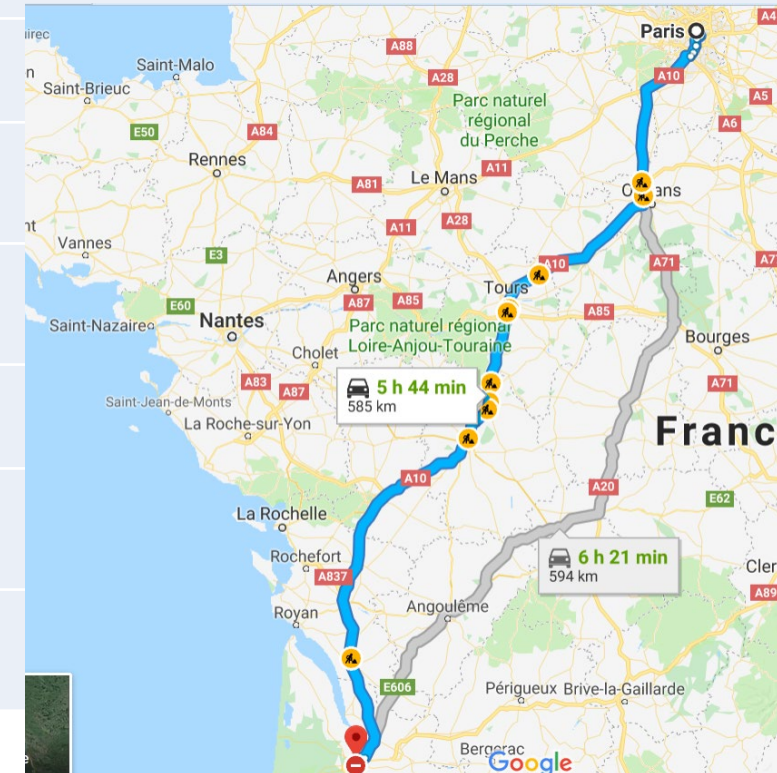 Paris
A4
A88
uirec
Saint-Malo
A28
A10
Saint-Brieuc
Parc naturel
régional
du Perche
A5
E50
A84
A6
Rennes
A11
Le Mans
A81
A28
A11
Vannes
E3
A10
A71
A77
Angers
Tours
E60
A87
A85
A85
Saint-Nazaire
Nantes
Parc naturel régional
Loire-Anjou-Touraine
Bourges
Cholet
A83
A87
5 h 44 min
585 km
A71
Saint-Jean-de-Monts
La Roche-sur-Yon
Franc
A10
A20
E62
La Rochelle
Rochefort
6 h 21 min
594 km
Cler
A837
A89
Royan
Angoulême
E606
Périgueux
Brive-la-Gaillarde
Bergerac
Google